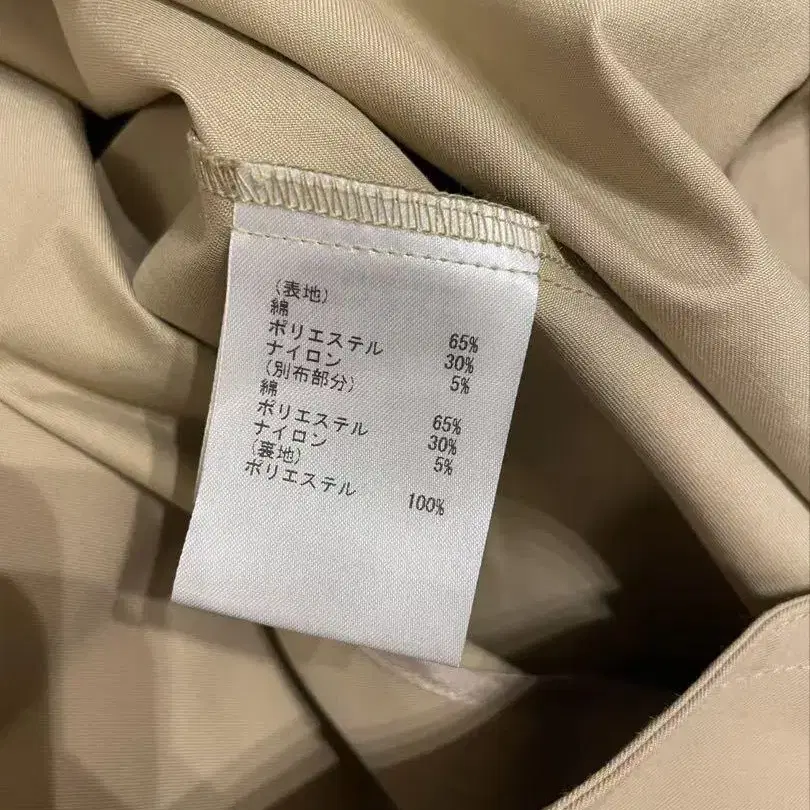 (表地)
綿 65%
ポリエステル 30%
ナイロン 5%
(別布部分)
綿 65%
ポリエステル 30%
ナイロン 5%
(裏地)
ポリエステル 100%